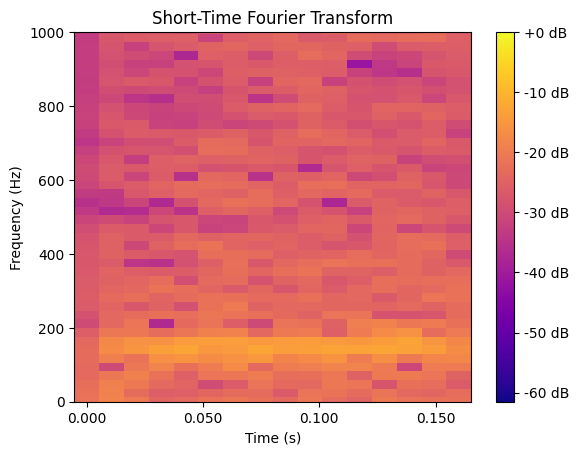 Short-Time Fourier Transform
1000
800
600
400
200
0
Frequency (Hz)
0.000
0.050
0.100
0.150
Time (s)
+0 dB
-10 dB
-20 dB
-30 dB
-40 dB
-50 dB
-60 dB